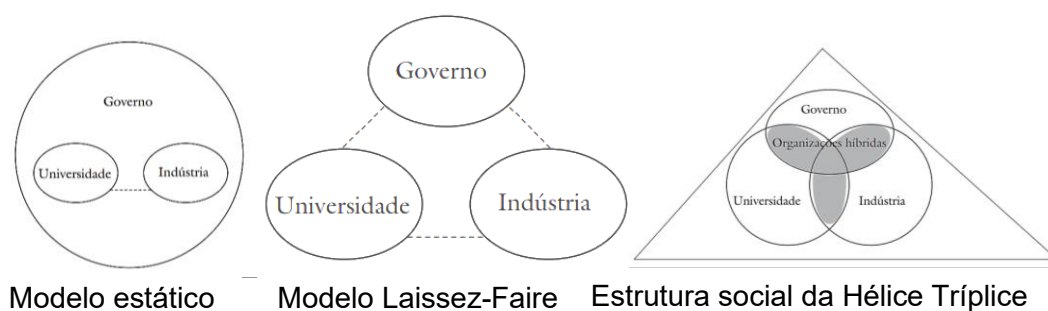 Governo
Universidade
Indústria
Modelo estático
Governo
Universidade
Indústria
Modelo Laissez-Faire
Governo
Organizações híbridas
Universidade
Indústria
Estrutura social da Hélice Tríplice